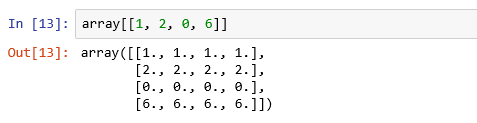 In [13]: array[[1, 2, 0, 6]]
Out[13]: array([[1., 1., 1., 1.],
[2., 2., 2., 2.],
[0., 0., 0., 0.],
[6., 6., 6., 6.]])